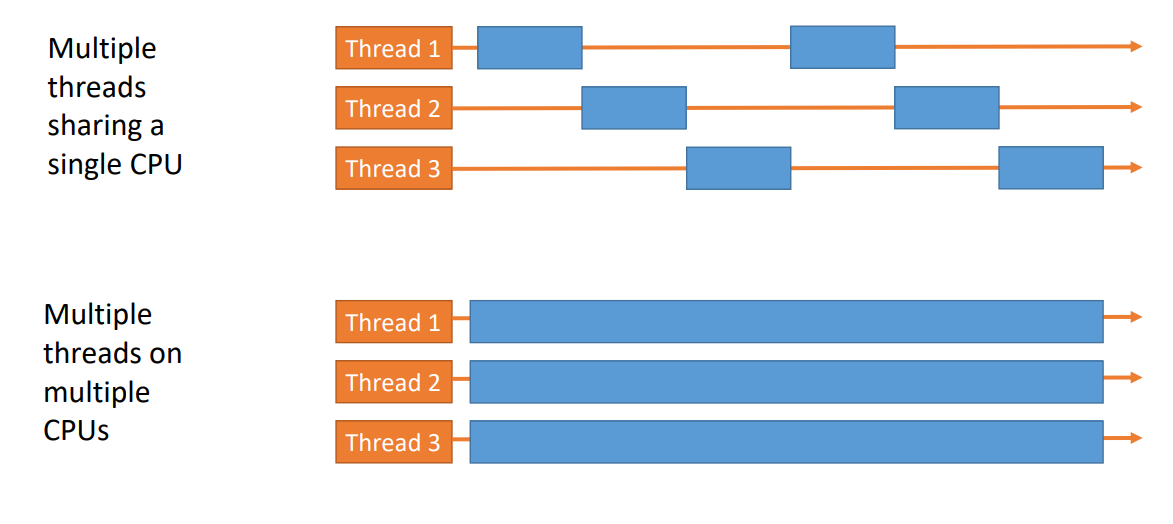 Multiple
threads
sharing a
single CPU
Thread 1
Thread 2
Thread 3
Multiple
threads on
multiple
CPUs
Thread 1
Thread 2
Thread 3